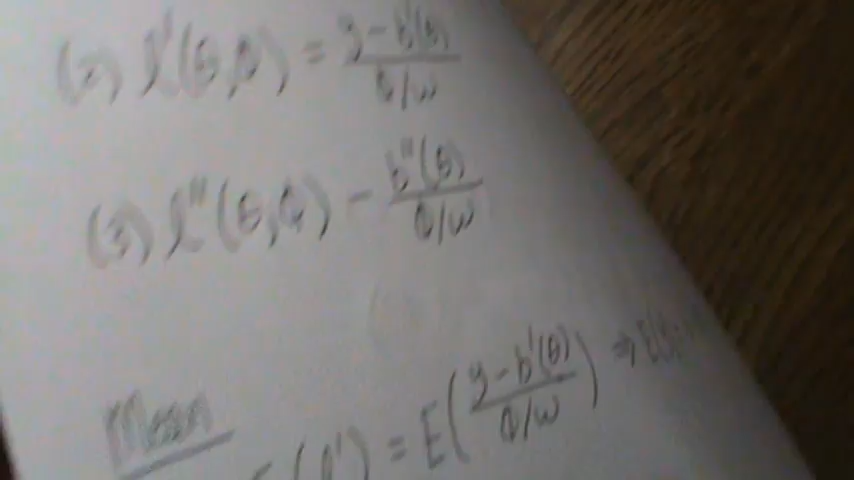 (2) l'(θ,φ) = y-b'(θ) / φ/w
(3) l''(θ,φ) - b''(θ) / φ/w
Mean
(l') = E( y-b'(θ) / φ/w ) ⇒